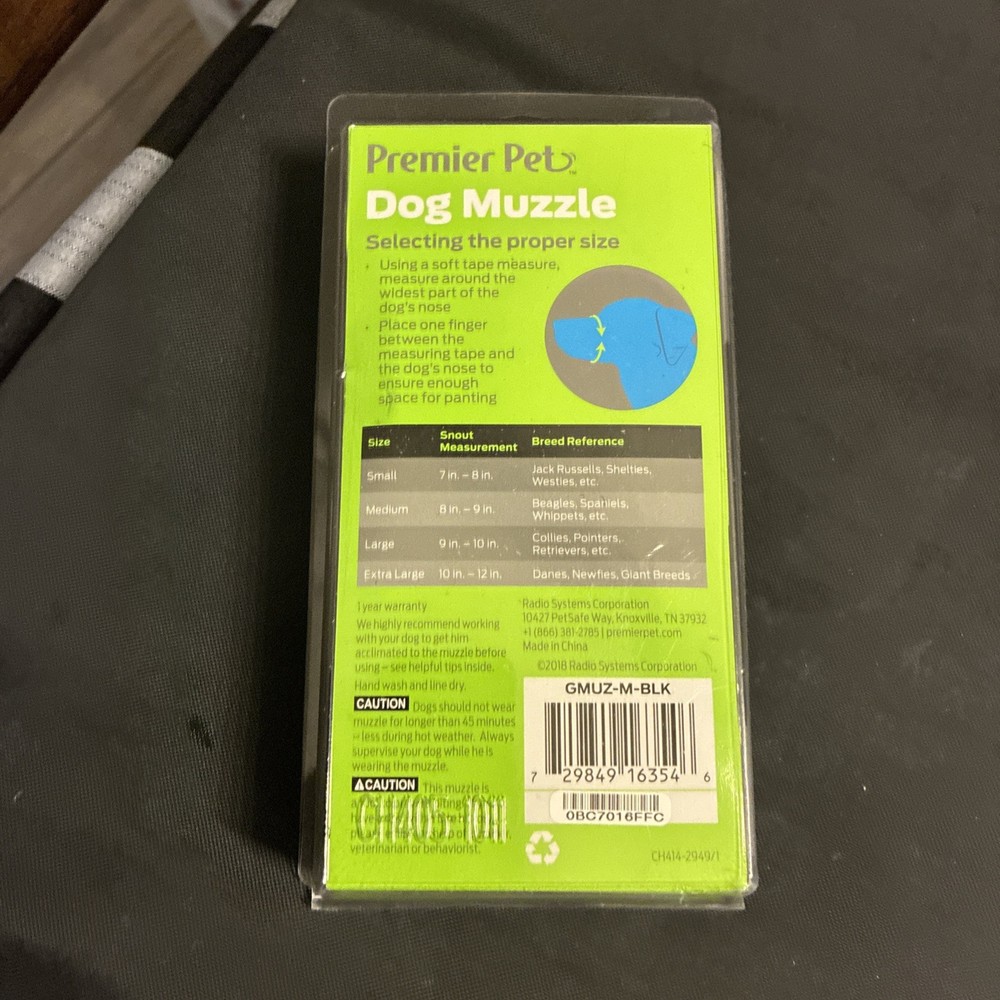 Premier Pet™
Dog Muzzle
Selecting the proper size
• Using a soft tape measure,
measure around the
widest part of the
dog's nose
• Place one finger
between the
measuring tape and
the dog's nose to
ensure enough
space for panting
Size Snout Measurement Breed Reference
Small 7 in. – 8 in. Jack Russells, Shelties,
Westies, etc.
Medium 8 in. – 9 in. Beagles, Spaniels,
Whippets, etc.
Large 9 in. – 10 in. Collies, Pointers,
Retrievers, etc.
Extra Large 10 in. – 12 in. Danes, Newfies, Giant Breeds
1 year warranty
We highly recommend working
with your dog to get him
acclimated to the muzzle before
using – see helpful tips inside.
Hand wash and line dry.
CAUTION Dogs should not wear
muzzle for longer than 45 minutes
– less during hot weather. Always
supervise your dog while he is
wearing the muzzle.
CAUTION This muzzle is
veterinarian or behaviorist.
Radio Systems Corporation
10427 PetSafe Way, Knoxville, TN 37932
+1 (866) 381-2785 | premierpet.com
Made in China
©2018 Radio Systems Corporation
GMUZ-M-BLK
7 29849 16354 6
0BC7016FFC
CH414-2949/1